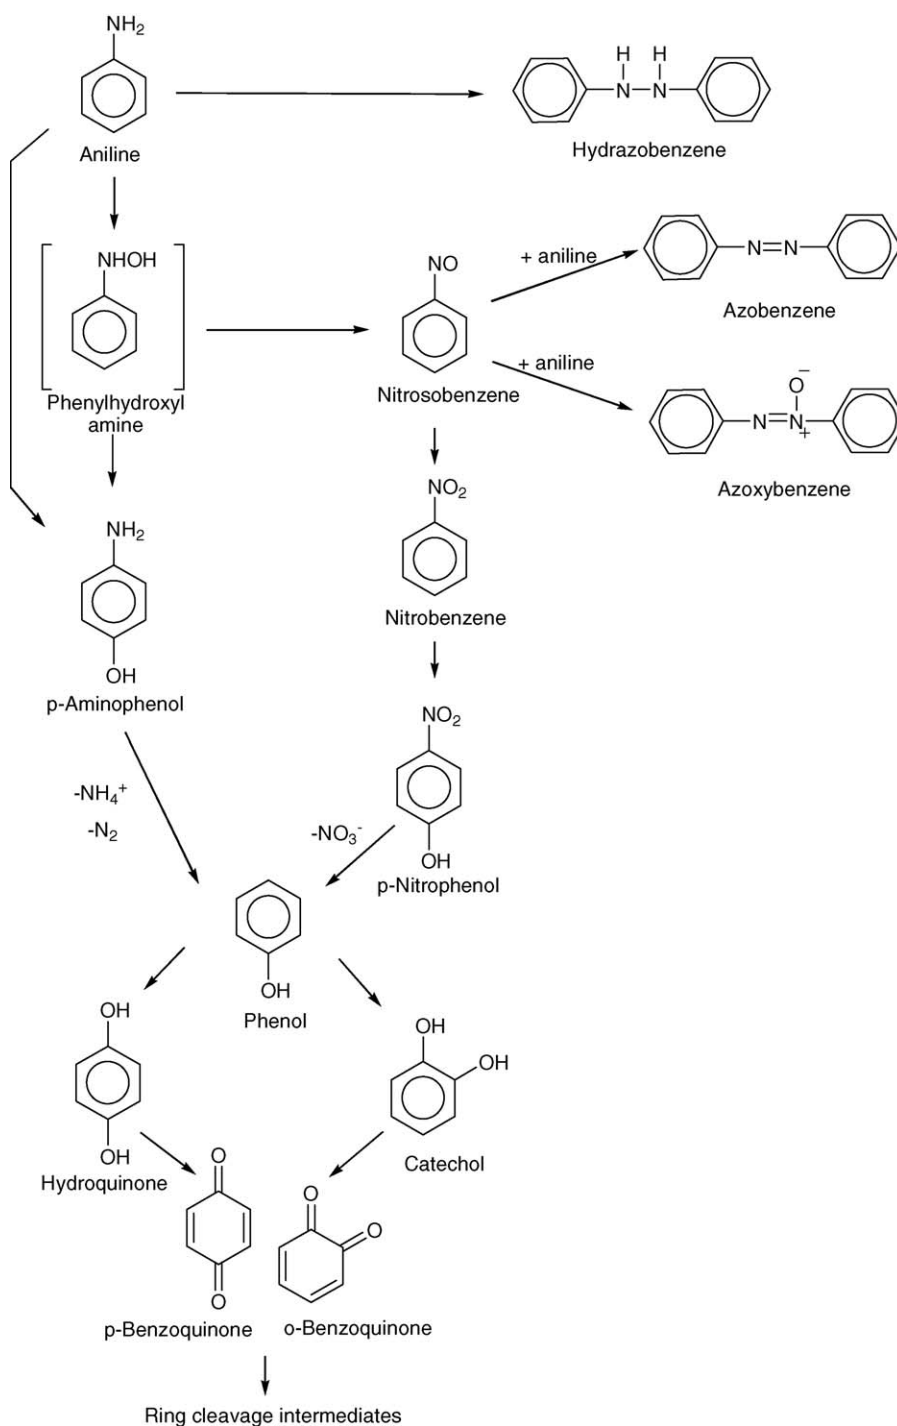 NH₂
Aniline
H H
N N
Hydrazobenzene
NHOH
Phenylhydroxyl
amine
NO
Nitrosobenzene
+ aniline
N=N
Azobenzene
+ aniline
O⁻
N=N⁺
Azoxybenzene
NO₂
Nitrobenzene
NH₂
OH
p-Aminophenol
NO₂
OH
p-Nitrophenol
-NH₄⁺
-N₂
-NO₃⁻
OH
Phenol
OH
OH
Hydroquinone
OH
OH
Catechol
O
O
p-Benzoquinone
O
O
o-Benzoquinone
Ring cleavage intermediates